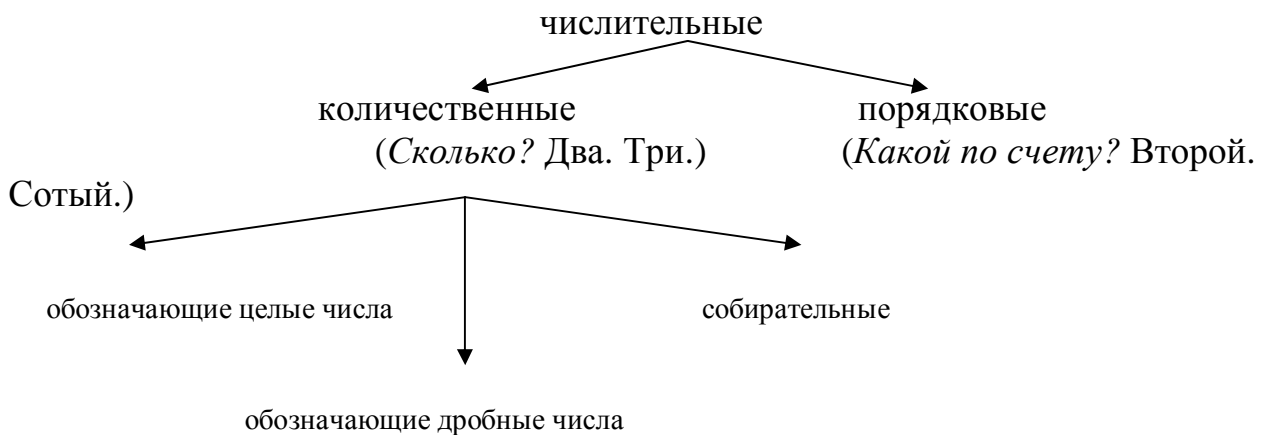 числительные
количественные порядковые
(Сколько? Два. Три.) (Какой по счету? Второй.
Сотый.)
обозначающие целые числа собирательные
обозначающие дробные числа